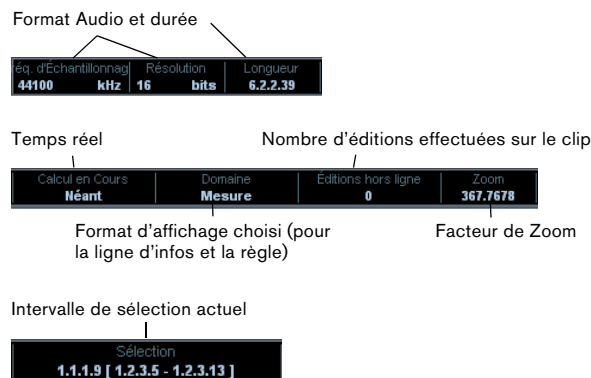 Format Audio et durée
réq. d'Échantillonnag Résolution Longueur
44100 kHz 16 bits 6.2.2.39
Temps réel Nombre d'éditions effectuées sur le clip
Calcul en Cours Domaine Éditions hors ligne Zoom
Néant Mesure 0 367.7678
Format d'affichage choisi (pour
la ligne d'infos et la règle)
Facteur de Zoom
Intervalle de sélection actuel
Sélection
1.1.1.9 [ 1.2.3.5 - 1.2.3.13 ]